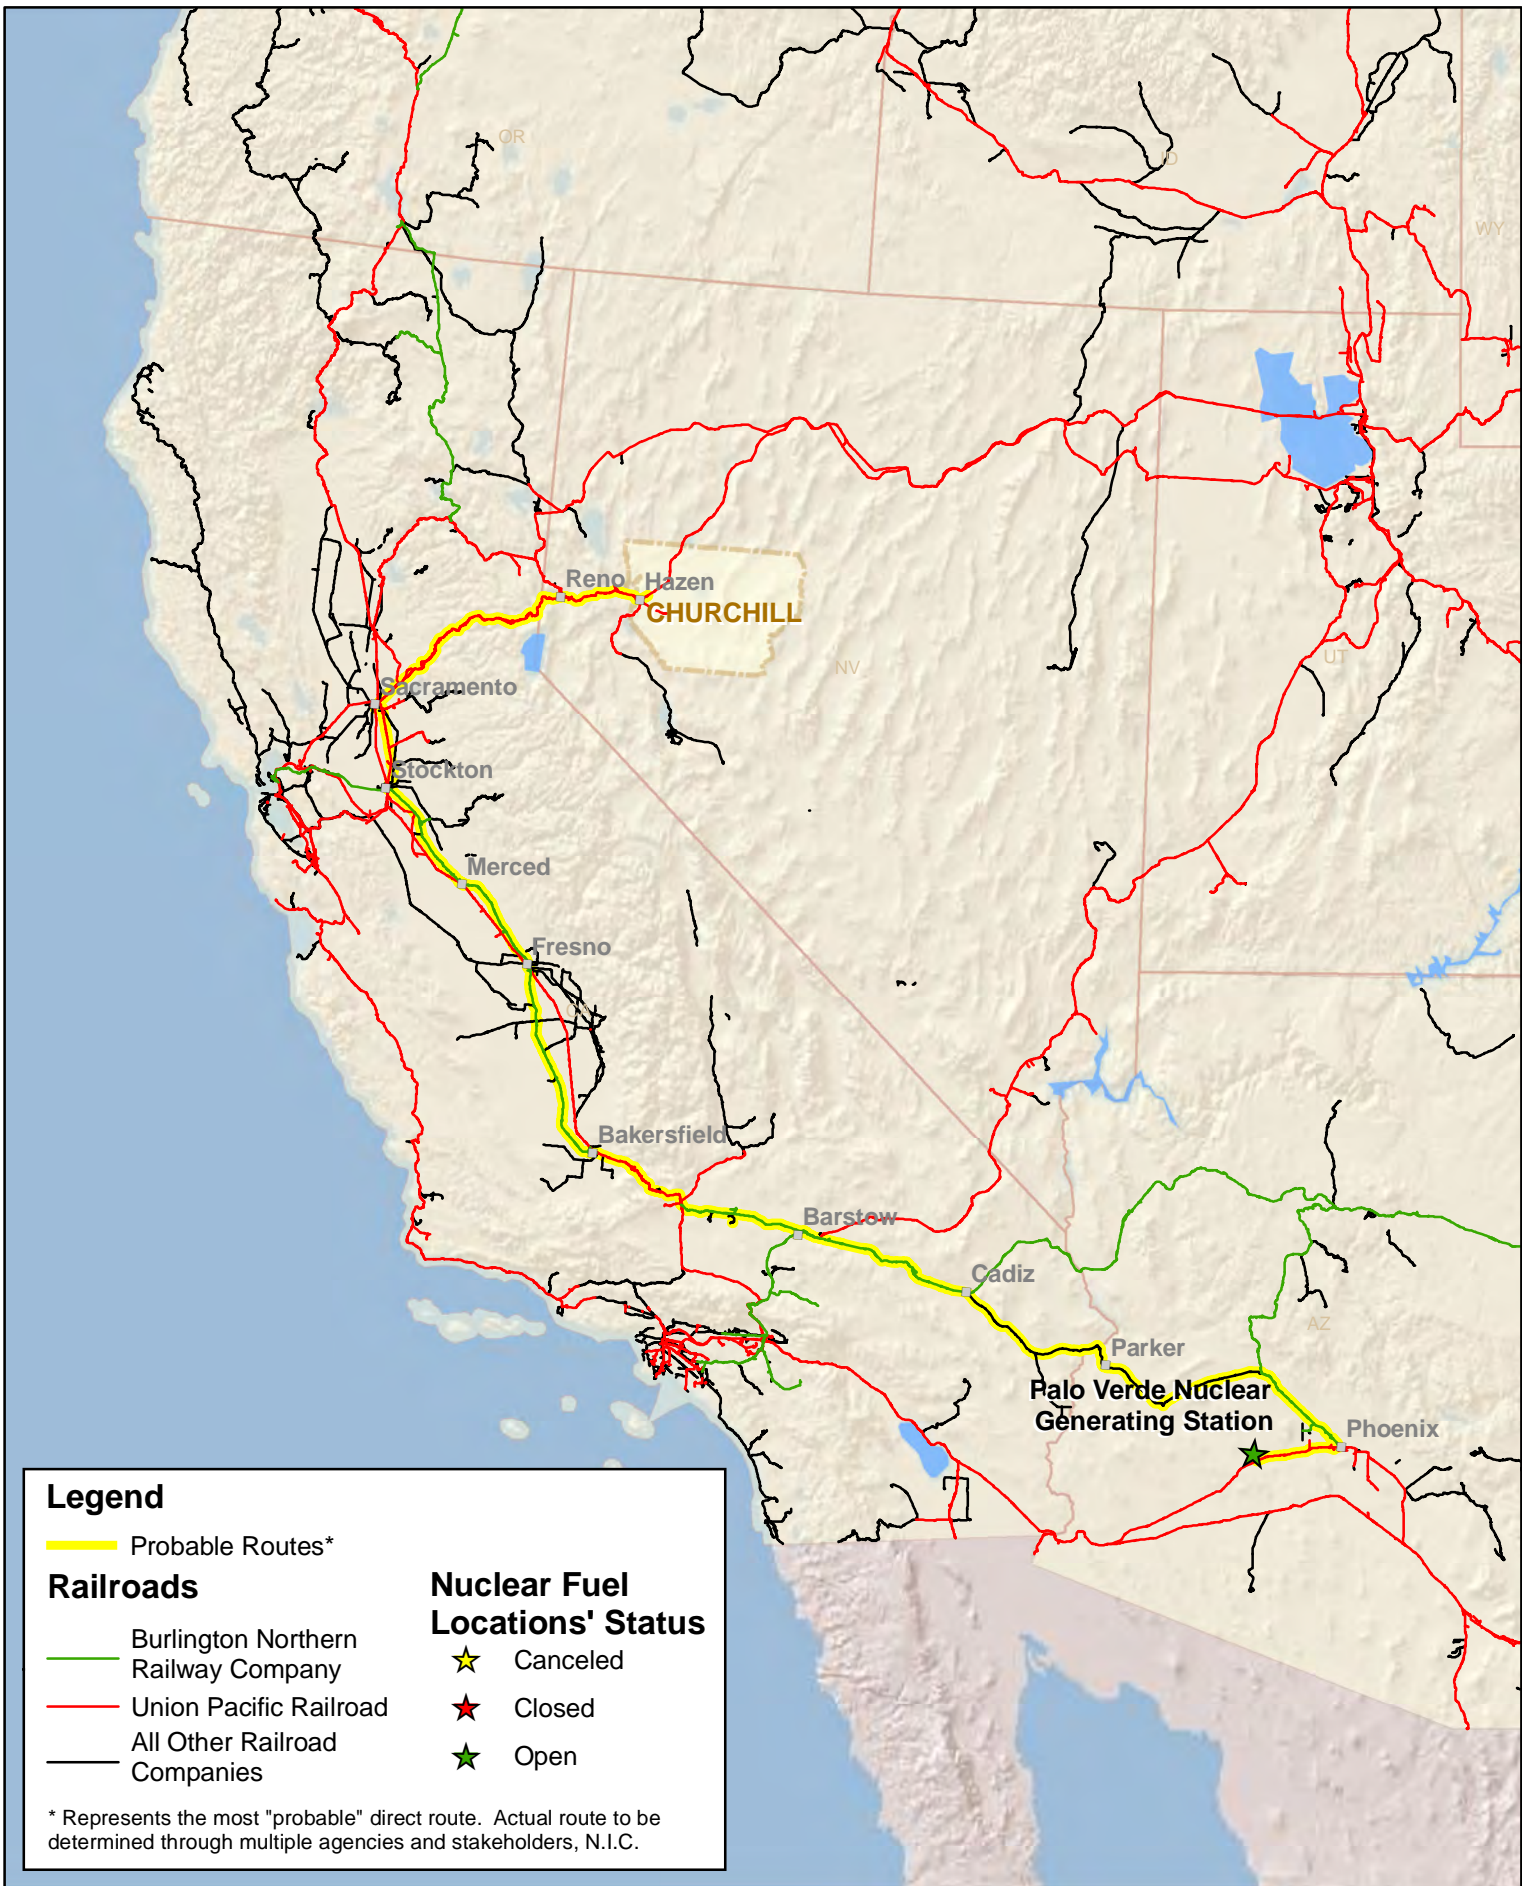 OR
ID
WY
Reno
Hazen
CHURCHILL
NV
UT
Sacramento
Stockton
Merced
Fresno
CA
Bakersfield
Barstow
Cadiz
AZ
Parker
Palo Verde Nuclear
Generating Station
Phoenix
Legend
Probable Routes*
Railroads
Burlington Northern
Railway Company
Union Pacific Railroad
All Other Railroad
Companies
Nuclear Fuel
Locations' Status
Canceled
Closed
Open
* Represents the most "probable" direct route. Actual route to be
determined through multiple agencies and stakeholders, N.I.C.